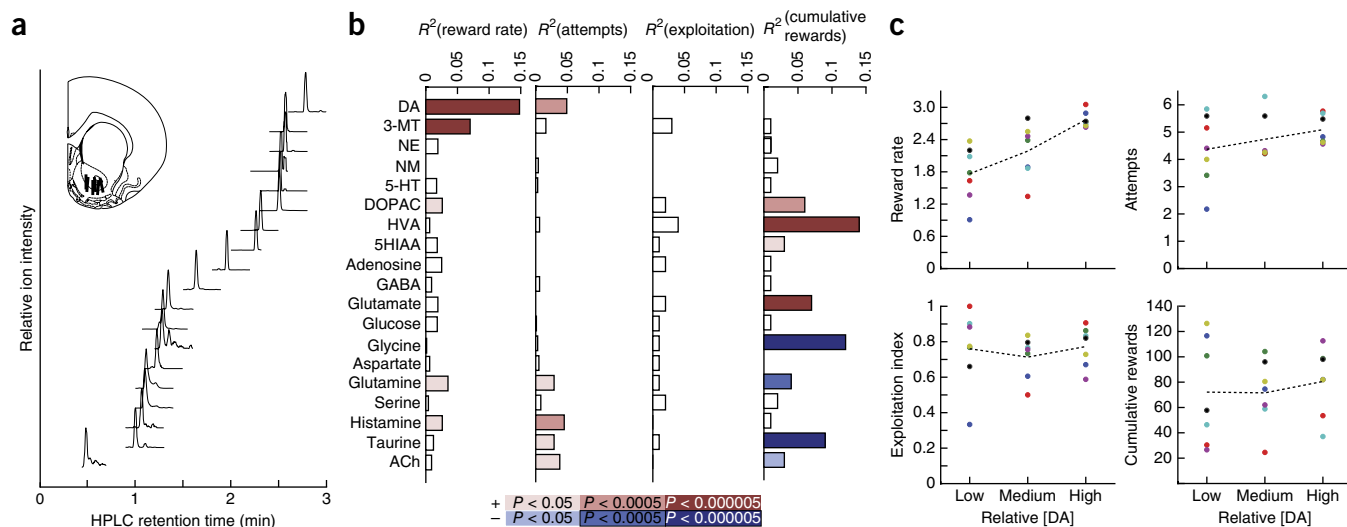 a
Relative ion intensity
0 1 2 3
HPLC retention time (min)
b
R²(reward rate)
R²(attempts)
R²(exploitation)
R²(cumulative rewards)
0 0.05 0.1 0.15
0 0.05 0.1 0.15
0 0.05 0.1 0.15
0 0.05 0.1 0.15
DA
3-MT
NE
NM
5-HT
DOPAC
HVA
5HIAA
Adenosine
GABA
Glutamate
Glucose
Glycine
Aspartate
Glutamine
Serine
Histamine
Taurine
ACh
+ P < 0.05 P < 0.0005 P < 0.000005
– P < 0.05 P < 0.0005 P < 0.000005
c
Reward rate
3.0
2.4
1.8
1.2
0.6
0
Attempts
6
5
4
3
2
1
0
Exploitation index
1
0.8
0.6
0.4
0.2
0
Low Medium High
Relative [DA]
Cumulative rewards
140
120
100
80
60
40
20
Low Medium High
Relative [DA]